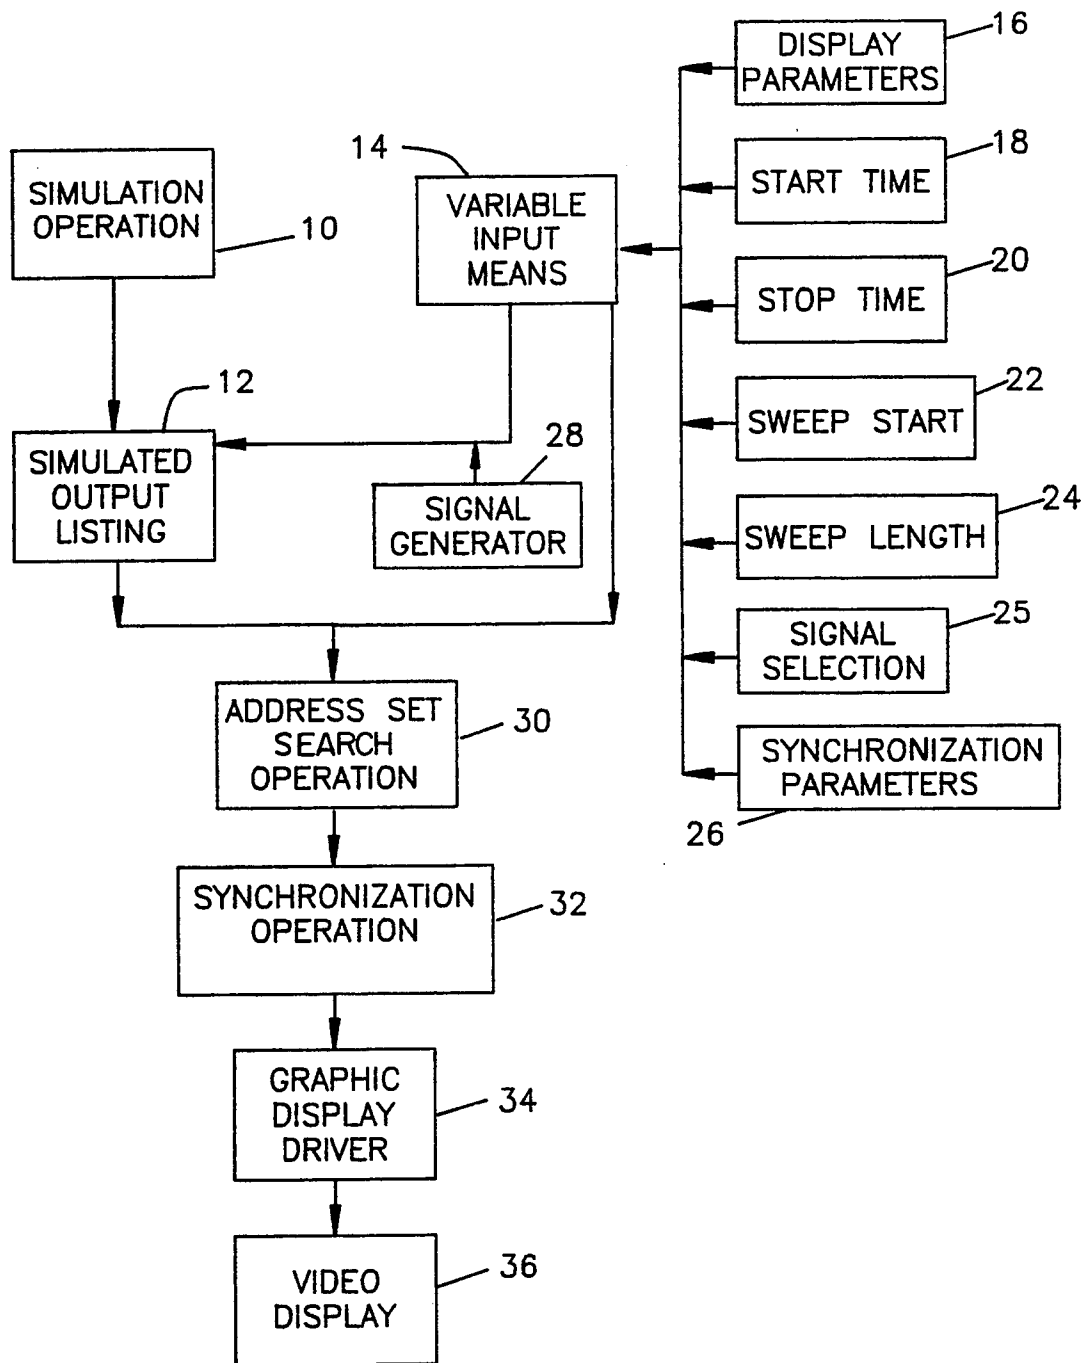 16
DISPLAY
PARAMETERS
14
18
SIMULATION
OPERATION
10
VARIABLE
INPUT
MEANS
START TIME
20
STOP TIME
12
22
SWEEP START
SIMULATED
OUTPUT
LISTING
28
SIGNAL
GENERATOR
24
SWEEP LENGTH
25
SIGNAL
SELECTION
ADDRESS SET
SEARCH
OPERATION
30
SYNCHRONIZATION
PARAMETERS
26
SYNCHRONIZATION
OPERATION
32
GRAPHIC
DISPLAY
DRIVER
34
VIDEO
DISPLAY
36